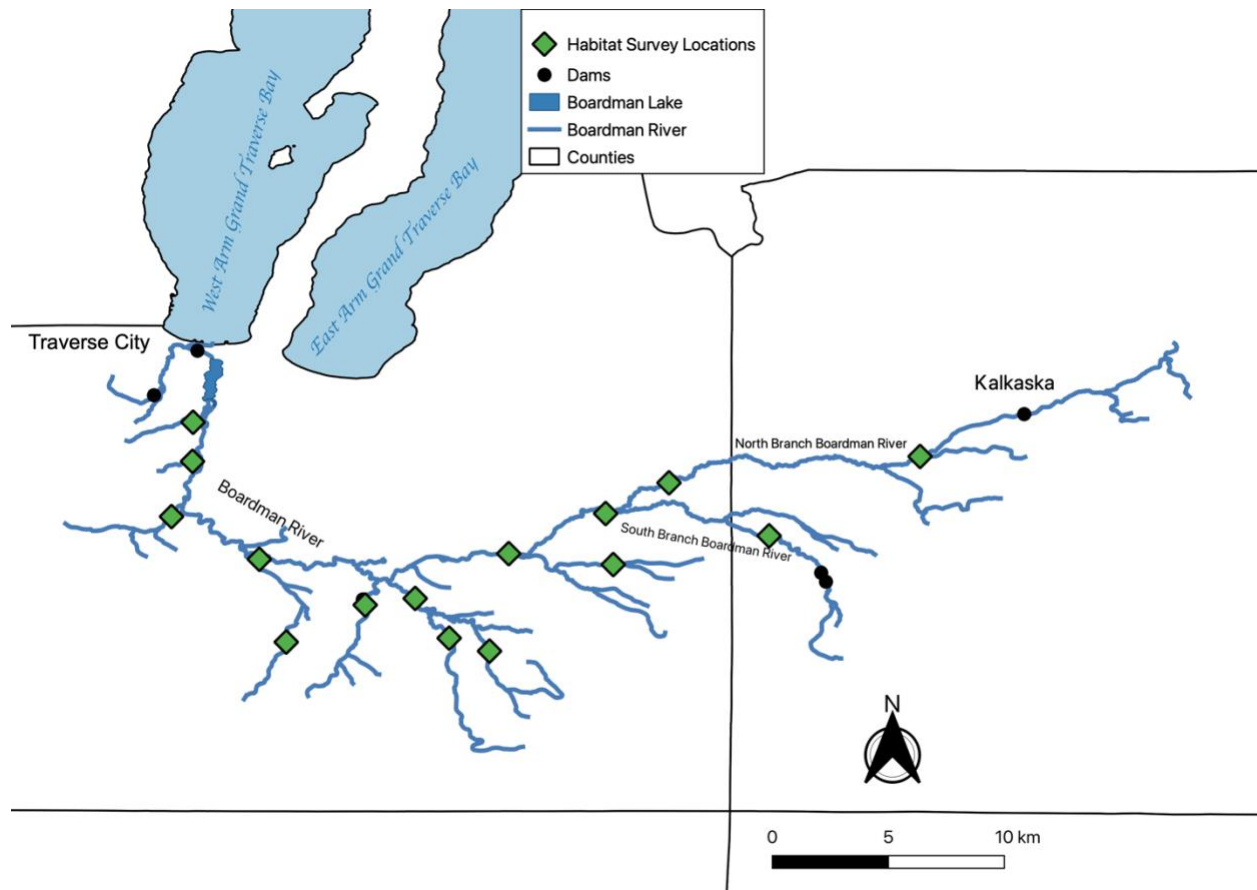 Habitat Survey Locations
Dams
Boardman Lake
Boardman River
Counties
West Arm Grand Traverse Bay
East Arm Grand Traverse Bay
Traverse City
Kalkaska
North Branch Boardman River
Boardman River
South Branch Boardman River
N
0 5 10 km